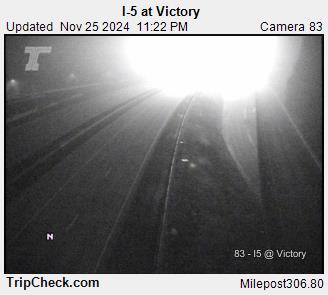 I-5 at Victory
Updated Nov 25 2024 11:22 PM Camera 83
T
N
83 - I5 @ Victory
TripCheck.com Milepost306.80